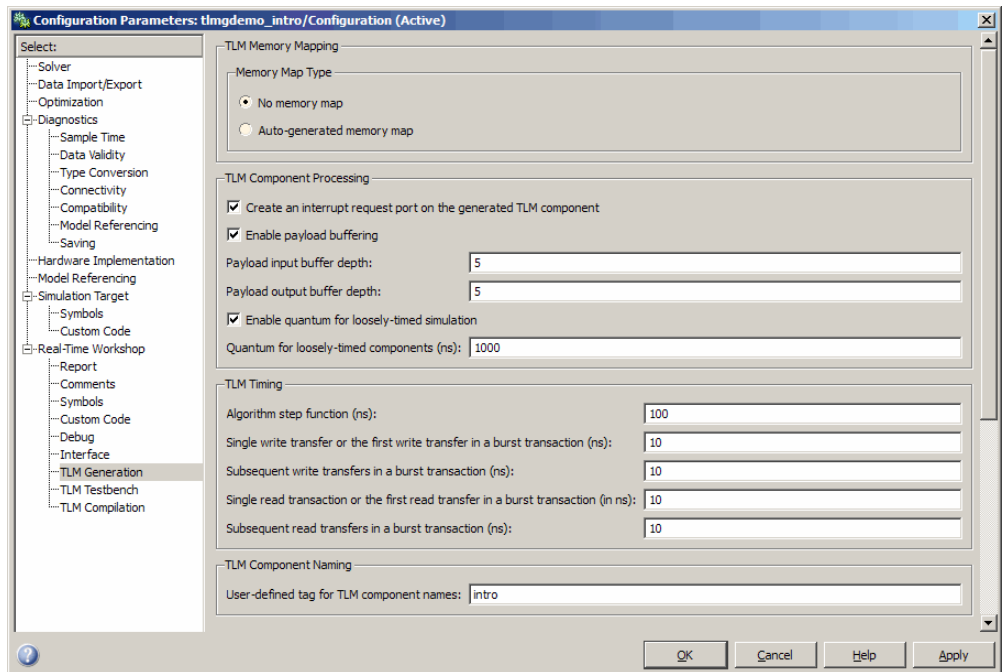 Configuration Parameters: tlmgdemo_intro/Configuration (Active)
Select:
Solver
Data Import/Export
Optimization
Diagnostics
Sample Time
Data Validity
Type Conversion
Connectivity
Compatibility
Model Referencing
Saving
Hardware Implementation
Model Referencing
Simulation Target
Symbols
Custom Code
Real-Time Workshop
Report
Comments
Symbols
Custom Code
Debug
Interface
TLM Generation
TLM Testbench
TLM Compilation
TLM Memory Mapping
Memory Map Type
No memory map
Auto-generated memory map
TLM Component Processing
Create an interrupt request port on the generated TLM component
Enable payload buffering
Payload input buffer depth: 5
Payload output buffer depth: 5
Enable quantum for loosely-timed simulation
Quantum for loosely-timed components (ns): 1000
TLM Timing
Algorithm step function (ns): 100
Single write transfer or the first write transfer in a burst transaction (ns): 10
Subsequent write transfers in a burst transaction (ns): 10
Single read transaction or the first read transfer in a burst transaction (in ns): 10
Subsequent read transfers in a burst transaction (ns): 10
TLM Component Naming
User-defined tag for TLM component names: intro
OK Cancel Help Apply